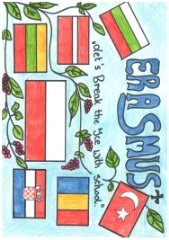 „Let's Break the Ice with School"
ERASMUS+